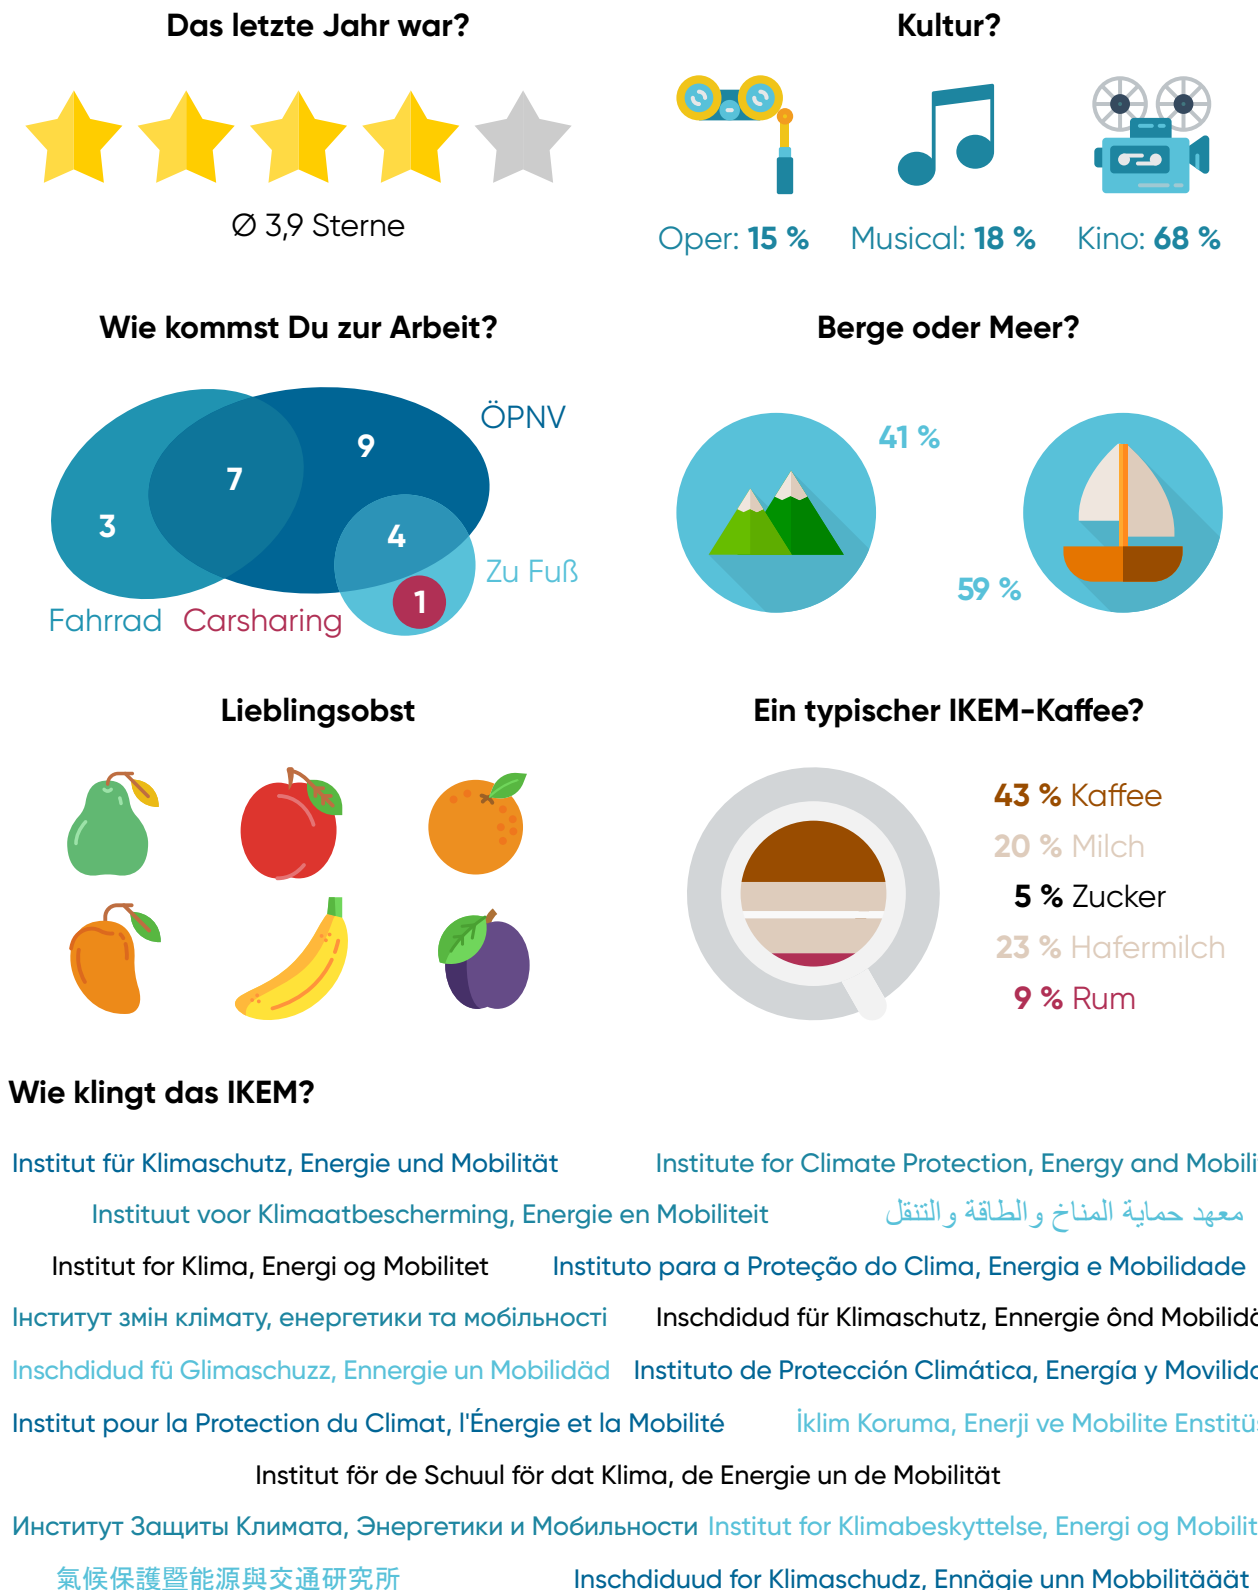 Das letzte Jahr war?
Ø 3,9 Sterne
Kultur?
Oper: 15 %
Musical: 18 %
Kino: 68 %
Wie kommst Du zur Arbeit?
ÖPNV
9
7
3
4
Zu Fuß
1
Fahrrad
Carsharing
Berge oder Meer?
41 %
59 %
Lieblingsobst
Ein typischer IKEM-Kaffee?
43 % Kaffee
20 % Milch
5 % Zucker
23 % Hafermilch
9 % Rum
Wie klingt das IKEM?
Institut für Klimaschutz, Energie und Mobilität
Institute for Climate Protection, Energy and
Instituut voor Klimaatbescherming, Energie en Mobiliteit
معهد حماية المناخ والطاقة والتنقل
Institut for Klima, Energi og Mobilitet
Instituto para a Proteção do Clima, Energia e Mobilidade
Інститут змін клімату, енергетики та мобільності
Inschdidud für Klimaschutz, Ennergie ônd
Inschdidud fü Glimaschuzz, Ennergie un Mobilidäd
Instituto de Protección Climática, Energía y
Institut pour la Protection du Climat, l'Énergie et la Mobilité
İklim Koruma, Enerji ve Mobilite
Institut för de Schuul för dat Klima, de Energie un de Mobilität
Институт Защиты Климата, Энергетики и Мобильности
Institut for Klimabeskyttelse, Energi og
氣候保護暨能源與交通研究所
Inschdiduud for Klimaschudz, Ennägie unn Mobbilitäät